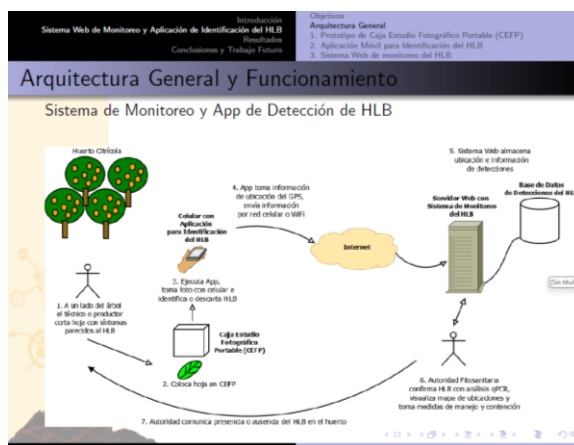 Introducción
Sistema Web de Monitoreo y Aplicación de Identificación del HLB
Resultados
Conclusiones y Trabajo Futuro
Objetivos
Arquitectura General
1. Prototipo de Caja Estudio Fotográfico Portable (CEFP)
2. Aplicación Móvil para Identificación del HLB
3. Sistema Web de monitoreo del HLB
Arquitectura General y Funcionamiento
Sistema de Monitoreo y App de Detección de HLB
Huerto Citrícola
Celular con
Aplicación
para Identificación
del HLB
4. App toma información
de ubicación del GPS,
envía información
por red celular o WiFi
Internet
5. Sistema Web almacena
ubicación e información
de detecciones
Servidor Web con
Sistema de Monitoreo
del HLB
Base de Datos
de Detecciones del HL
1. A un lado del árbol
el técnico o productor
corta hoja con síntomas
parecidos al HLB
3. Ejecuta App,
toma foto con celular e
identifica o descarta HLB
Caja Estudio
Fotográfico
Portable (CEFP)
2. Coloca hoja en CEFP
6. Autoridad Fitosanitaria
confirma HLB con análisis qPCR,
visualiza mapa de ubicaciones y
toma medidas de manejo y contención
7. Autoridad comunica presencia o ausencia del HLB en el huerto